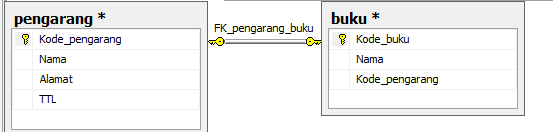 pengarang *
Kode_pengarang
Nama
Alamat
TTL
FK_pengarang_buku
buku *
Kode_buku
Nama
Kode_pengarang